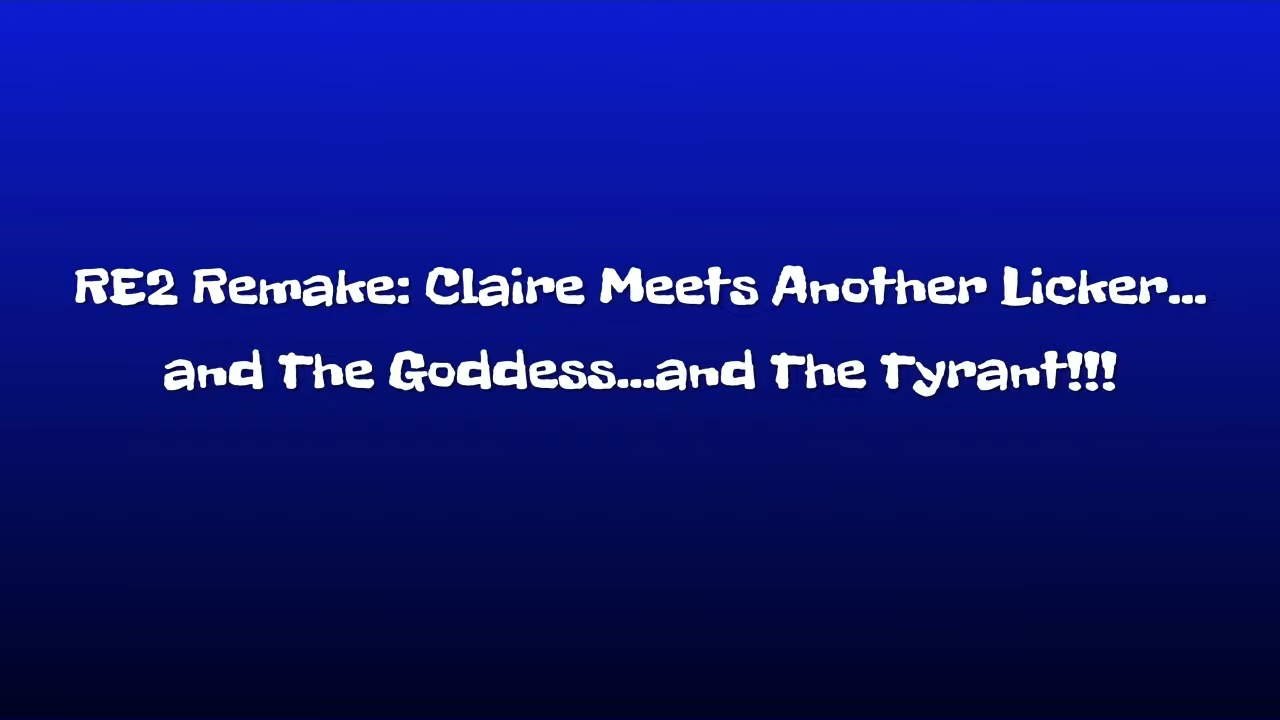 RE2 Remake: Claire Meets Another Licker...
and The Goddess...and The Tyrant!!!